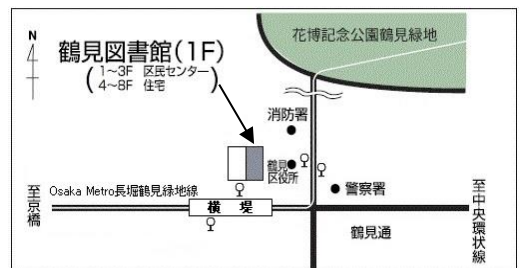 N
花博記念公園鶴見緑地
鶴見図書館(1F)
(1~3F 区民センター
4~8F 住宅)
消防署
鶴見
区役所
Osaka Metro長堀鶴見緑地線
警察署
至京橋
横堤
至中央環状線
鶴見通